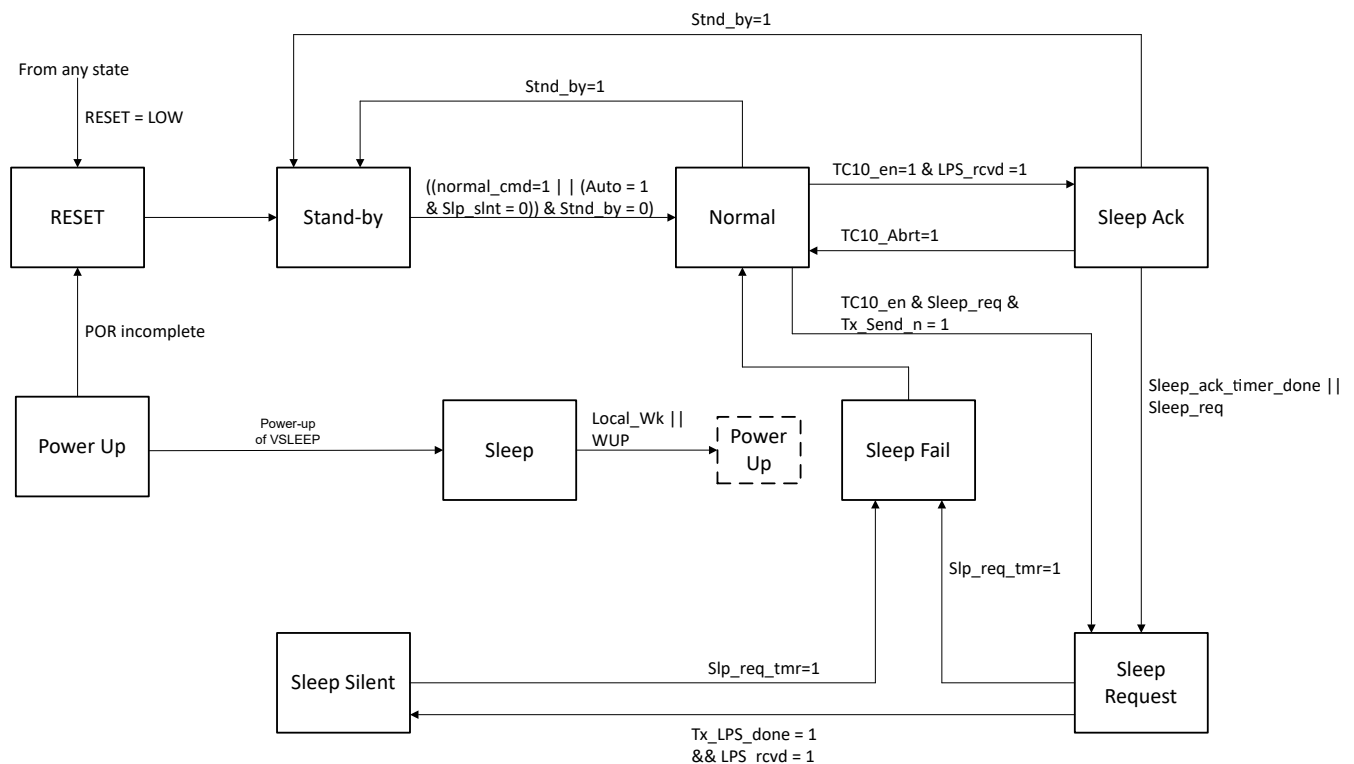 Stnd_by=1
From any state
Stnd_by=1
RESET = LOW
RESET
Stand-by
((normal_cmd=1 | | (Auto = 1
& Slp_slnt = 0)) & Stnd_by = 0)
Normal
TC10_en=1 & LPS_rcvd =1
Sleep Ack
TC10_Abrt=1
TC10_en & Sleep_req &
Tx_Send_n = 1
POR incomplete
Sleep_ack_timer_done ||
Sleep_req
Power Up
Power-up
of VSLEEP
Sleep
Local_Wk ||
WUP
Power
Up
Sleep Fail
Slp_req_tmr=1
Sleep Silent
Slp_req_tmr=1
Sleep
Request
Tx_LPS_done = 1
&& LPS_rcvd = 1